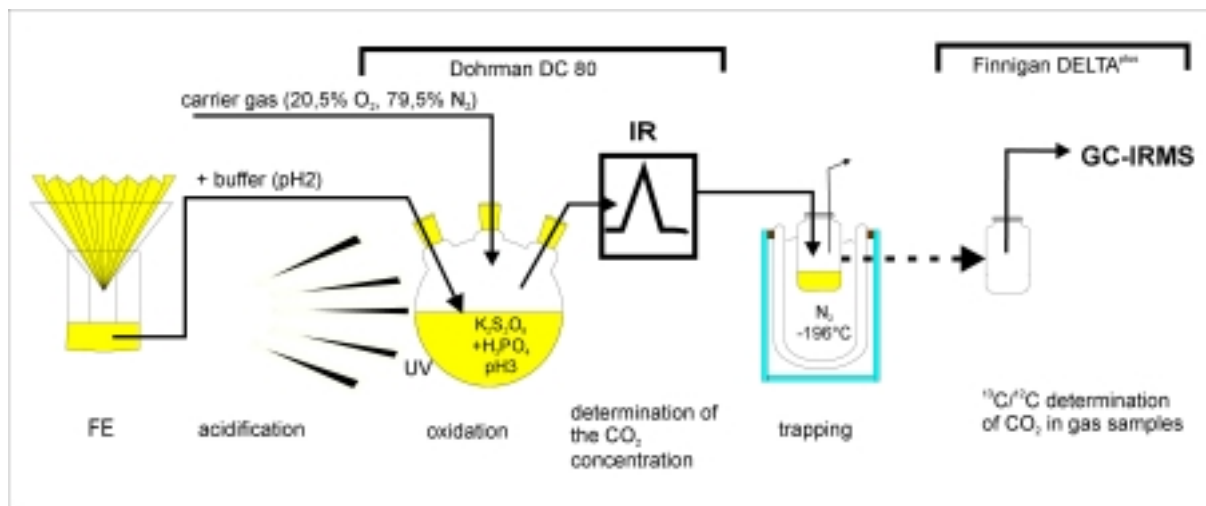 Dohrman DC 80
Finnigan DELTAplus
carrier gas (20,5% O2, 79,5% N2)
IR
GC-IRMS
+ buffer (pH2)
K2S2O8
+H3PO4
pH3
UV
N2
-196°C
FE
acidification
oxidation
determination of
the CO2
concentration
trapping
13C/12C determination
of CO2 in gas samples